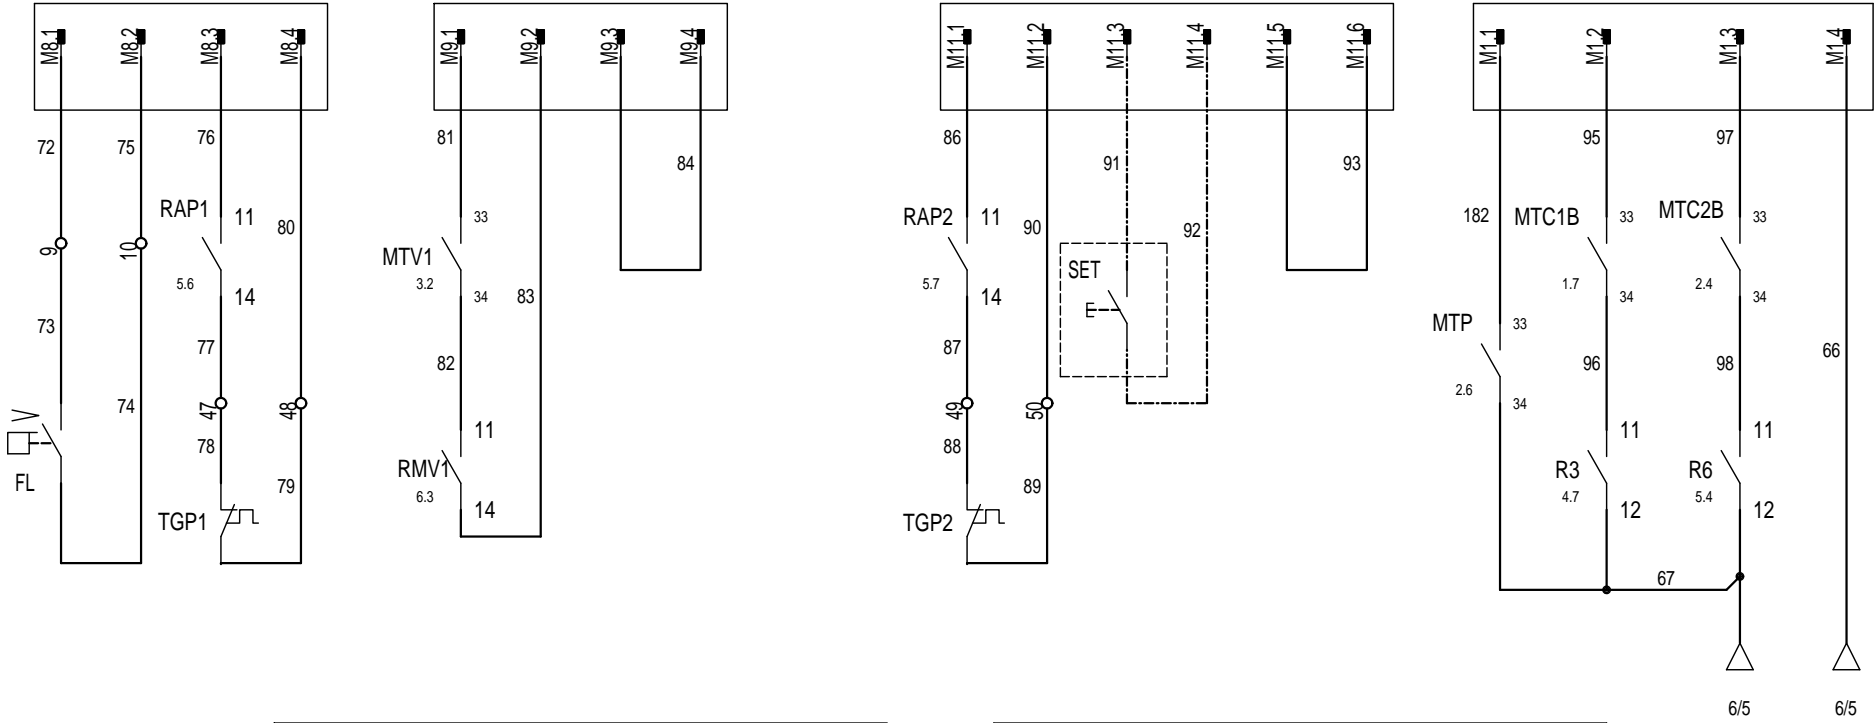 M8.1 M8.2 M8.3 M8.4 M9.1 M9.2 M9.3 M9.4 M11.1 M11.2 M11.3 M11.4 M11.5 M11.6 M1.1 M1.2 M1.3 M1.4
72 75 76 81 84 86 91 93 95 97
RAP1 11 80 33 RAP2 11 90 92 182 MTC1B 33 MTC2B 33
9 10 MTV1 SET
5.6 14 3.2 34 83 5.7 14 E 1.7 34 2.4 34
73 77 82 87 MTP 33 96 98 66
74 47 48 49 50 2.6 34
78 11 88 11 11
FL 79 RMV1 89 R3 R6
6.3 4.7 5.4
TGP1 14 TGP2 12 12
67
6/5 6/5